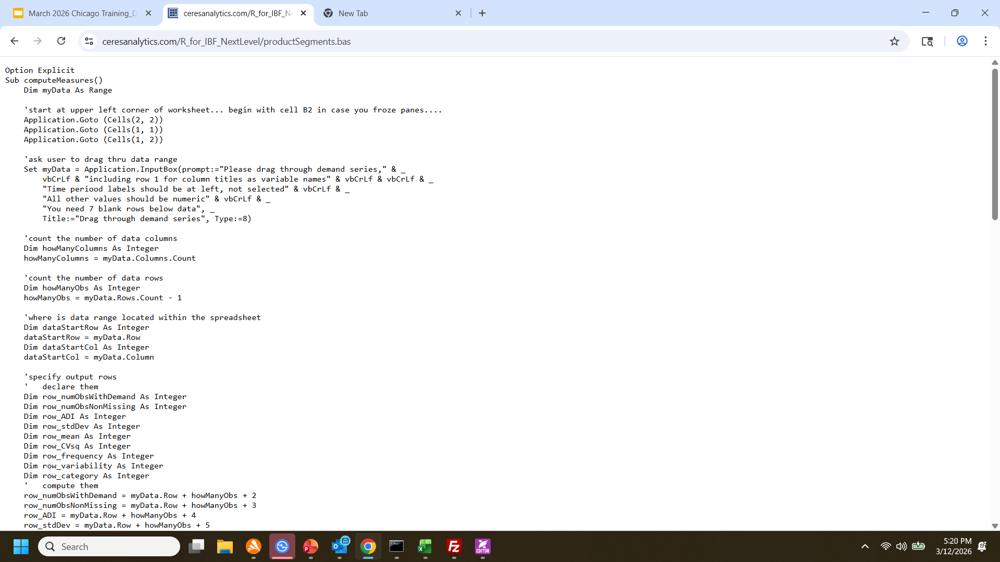 March 2026 Chicago Training_D
ceresanalytics.com/R_for_IBF_N
New Tab
ceresanalytics.com/R_for_IBF_NextLevel/productSegments.bas
Option Explicit
Sub computeMeasures()
    Dim myData As Range
    'start at upper left corner of worksheet... begin with cell B2 in case you froze panes....
    Application.Goto (Cells(2, 2))
    Application.Goto (Cells(1, 1))
    Application.Goto (Cells(1, 2))
    'ask user to drag thru data range
    Set myData = Application.InputBox(prompt:="Please drag through demand series," & _
        vbCrLf & "including row 1 for column titles as variable names" & vbCrLf & vbCrLf & _
        "Time periood labels should be at left, not selected" & vbCrLf & _
        "All other values should be numeric" & vbCrLf & _
        "You need 7 blank rows below data", _
        Title:="Drag through demand series", Type:=8)
    'count the number of data columns
    Dim howManyColumns As Integer
    howManyColumns = myData.Columns.Count
    'count the number of data rows
    Dim howManyObs As Integer
    howManyObs = myData.Rows.Count - 1
    'where is data range located within the spreadsheet
    Dim dataStartRow As Integer
    dataStartRow = myData.Row
    Dim dataStartCol As Integer
    dataStartCol = myData.Column
    'specify output rows
    '   declare them
    Dim row_numObsWithDemand As Integer
    Dim row_numObsNonMissing As Integer
    Dim row_ADI As Integer
    Dim row_stdDev As Integer
    Dim row_mean As Integer
    Dim row_CVsq As Integer
    Dim row_frequency As Integer
    Dim row_variability As Integer
    Dim row_category As Integer
    '   compute them
    row_numObsWithDemand = myData.Row + howManyObs + 2
    row_numObsNonMissing = myData.Row + howManyObs + 3
    row_ADI = myData.Row + howManyObs + 4
    row_stdDev = myData.Row + howManyObs + 5
Search
EDITOR
5:20 PM
3/12/2026